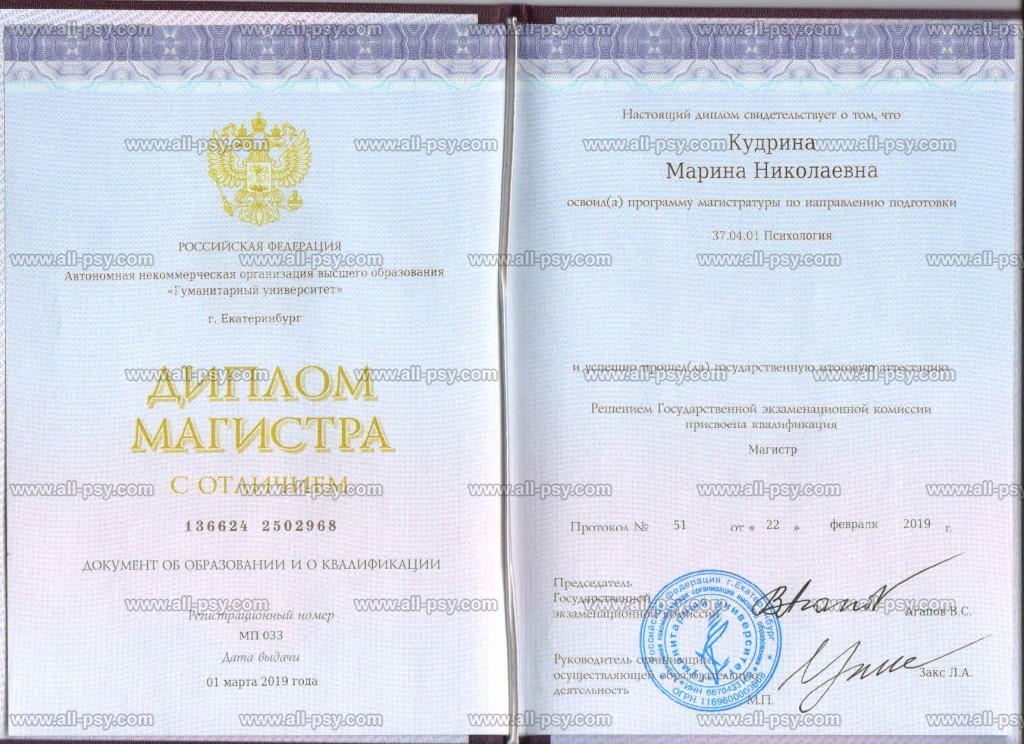 РОССИЙСКАЯ ФЕДЕРАЦИЯ
Автономная некоммерческая организация высшего образования
«Гуманитарный университет»
г. Екатеринбург
ДИПЛОМ
МАГИСТРА
С ОТЛИЧИЕМ
136624 2502968
ДОКУМЕНТ ОБ ОБРАЗОВАНИИ И О КВАЛИФИКАЦИИ
Регистрационный номер
МП 033
Дата выдачи
01 марта 2019 года
Настоящий диплом свидетельствует о том, что
Кудрина
Марина Николаевна
освоил(а) программу магистратуры по направлению подготовки
37.04.01 Психология
и успешно прошел(ла) государственную итоговую аттестацию
Решением Государственной экзаменационной комиссии
присвоена квалификация
Магистр
Протокол № 51 от « 22 » февраля 2019 г.
Председатель
Государственной
экзаменационной комиссии
Агапов В.С.
Руководитель организации,
осуществляющей образовательную
деятельность
Закс Л.А.
М.П.
www.all-psy.com